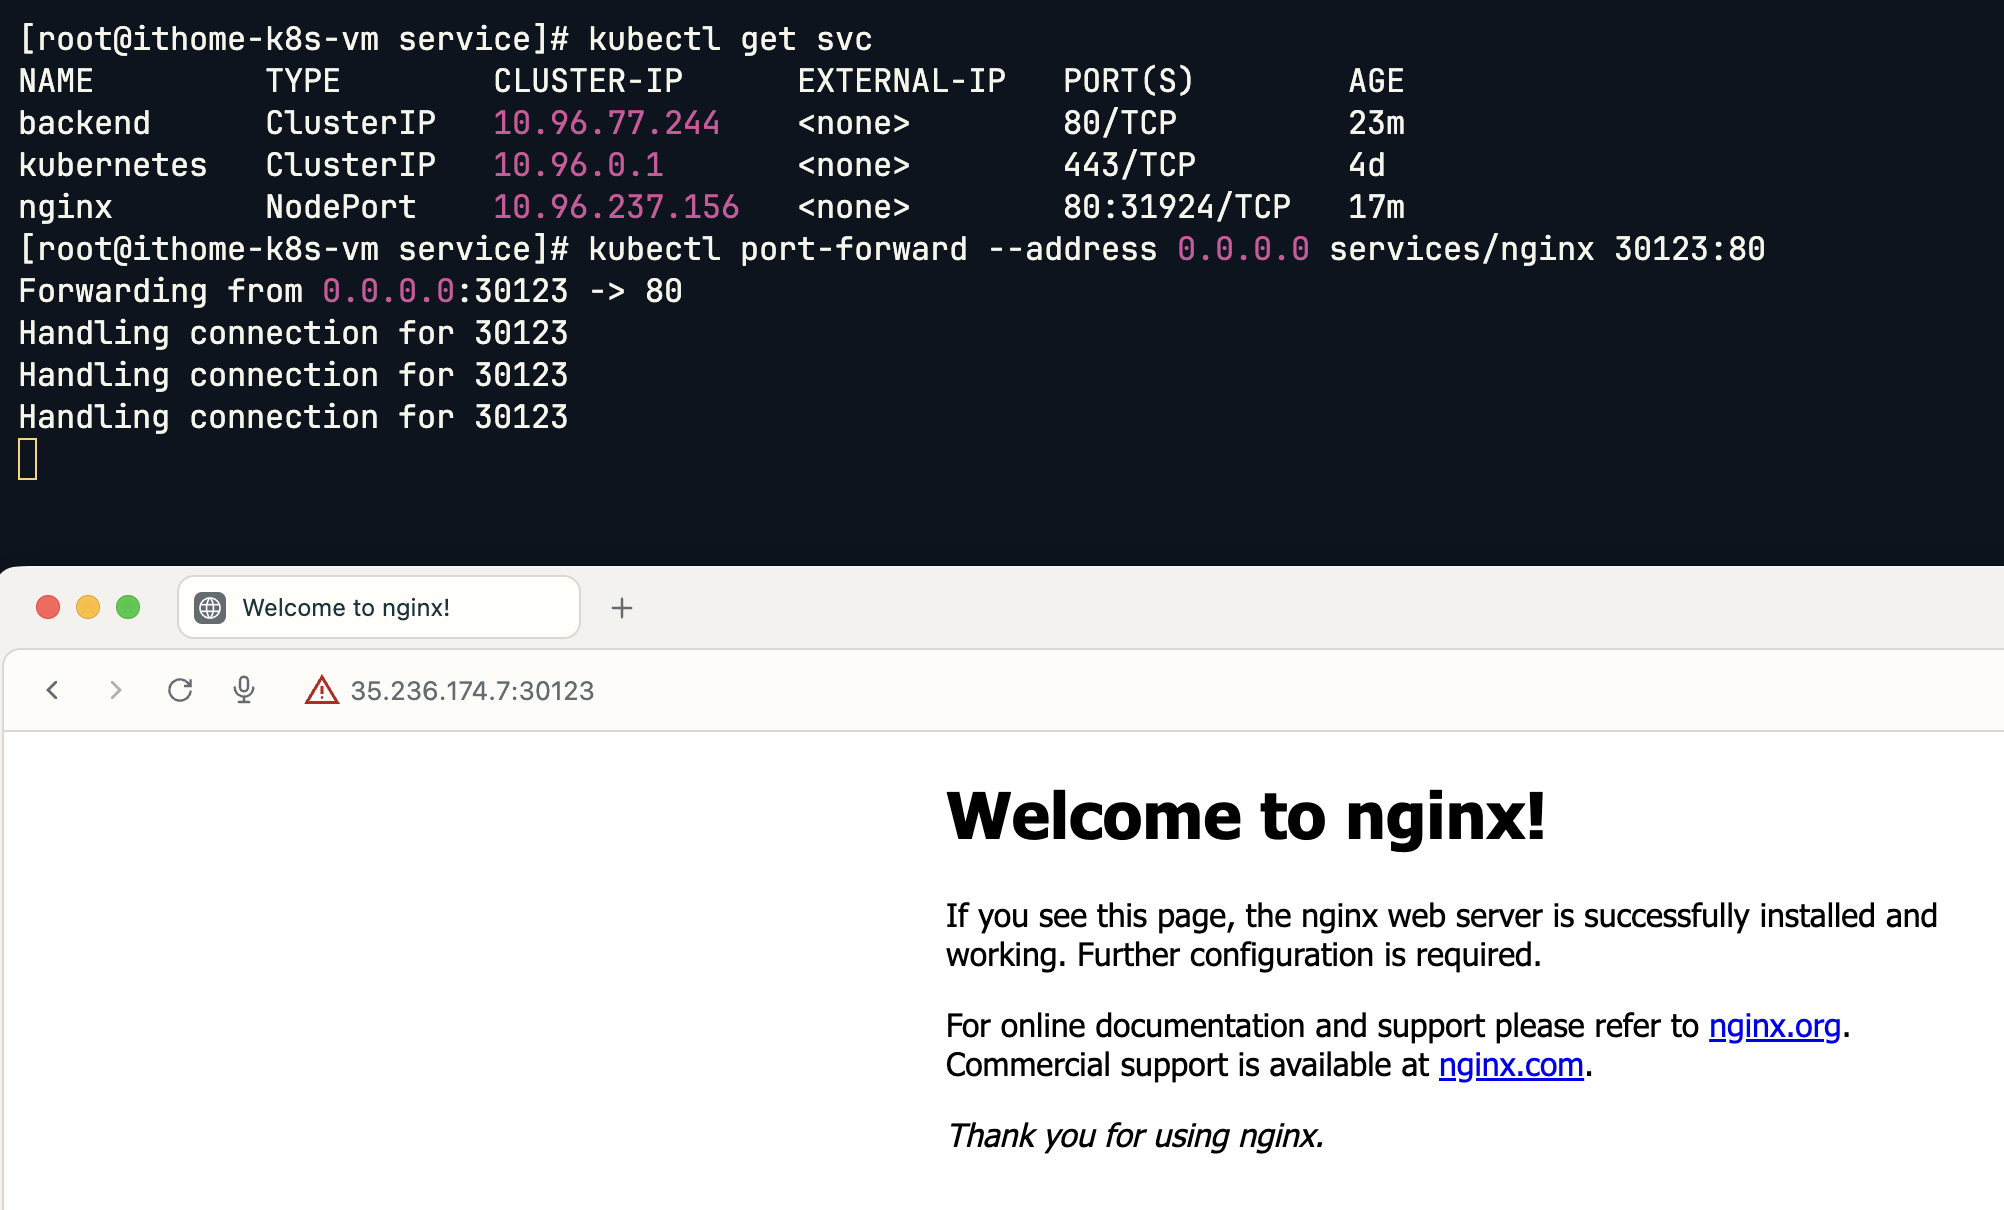 [root@ithome-k8s-vm service]# kubectl get svc
NAME TYPE CLUSTER-IP EXTERNAL-IP PORT(S) AGE
backend ClusterIP 10.96.77.244 <none> 80/TCP 23m
kubernetes ClusterIP 10.96.0.1 <none> 443/TCP 4d
nginx NodePort 10.96.237.156 <none> 80:31924/TCP 17m
[root@ithome-k8s-vm service]# kubectl port-forward --address 0.0.0.0 services/nginx 30123:80
Forwarding from 0.0.0.0:30123 -> 80
Handling connection for 30123
Handling connection for 30123
Handling connection for 30123
Welcome to nginx!
35.236.174.7:30123
Welcome to nginx!
If you see this page, the nginx web server is successfully installed and
working. Further configuration is required.
For online documentation and support please refer to nginx.org.
Commercial support is available at nginx.com.
Thank you for using nginx.